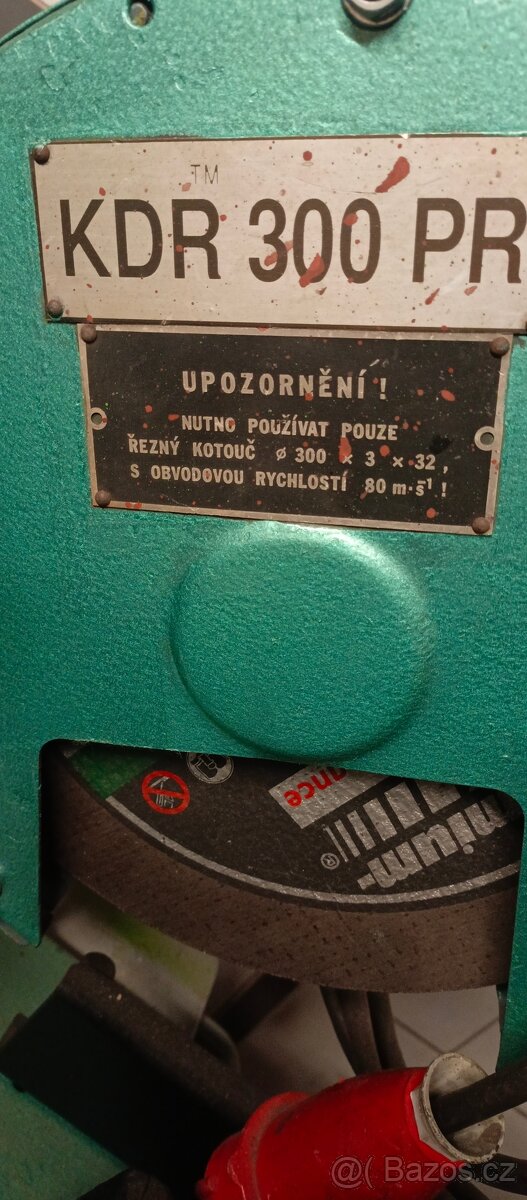 TM
KDR 300 PR
UPOZORNĚNÍ !
NUTNO POUŽÍVAT POUZE
ŘEZNÝ KOTOUČ ⌀ 300 × 3 × 32,
S OBVODOVOU RYCHLOSTÍ 80 m·s⁻¹ !
mium-
®
@( Bazos.cz